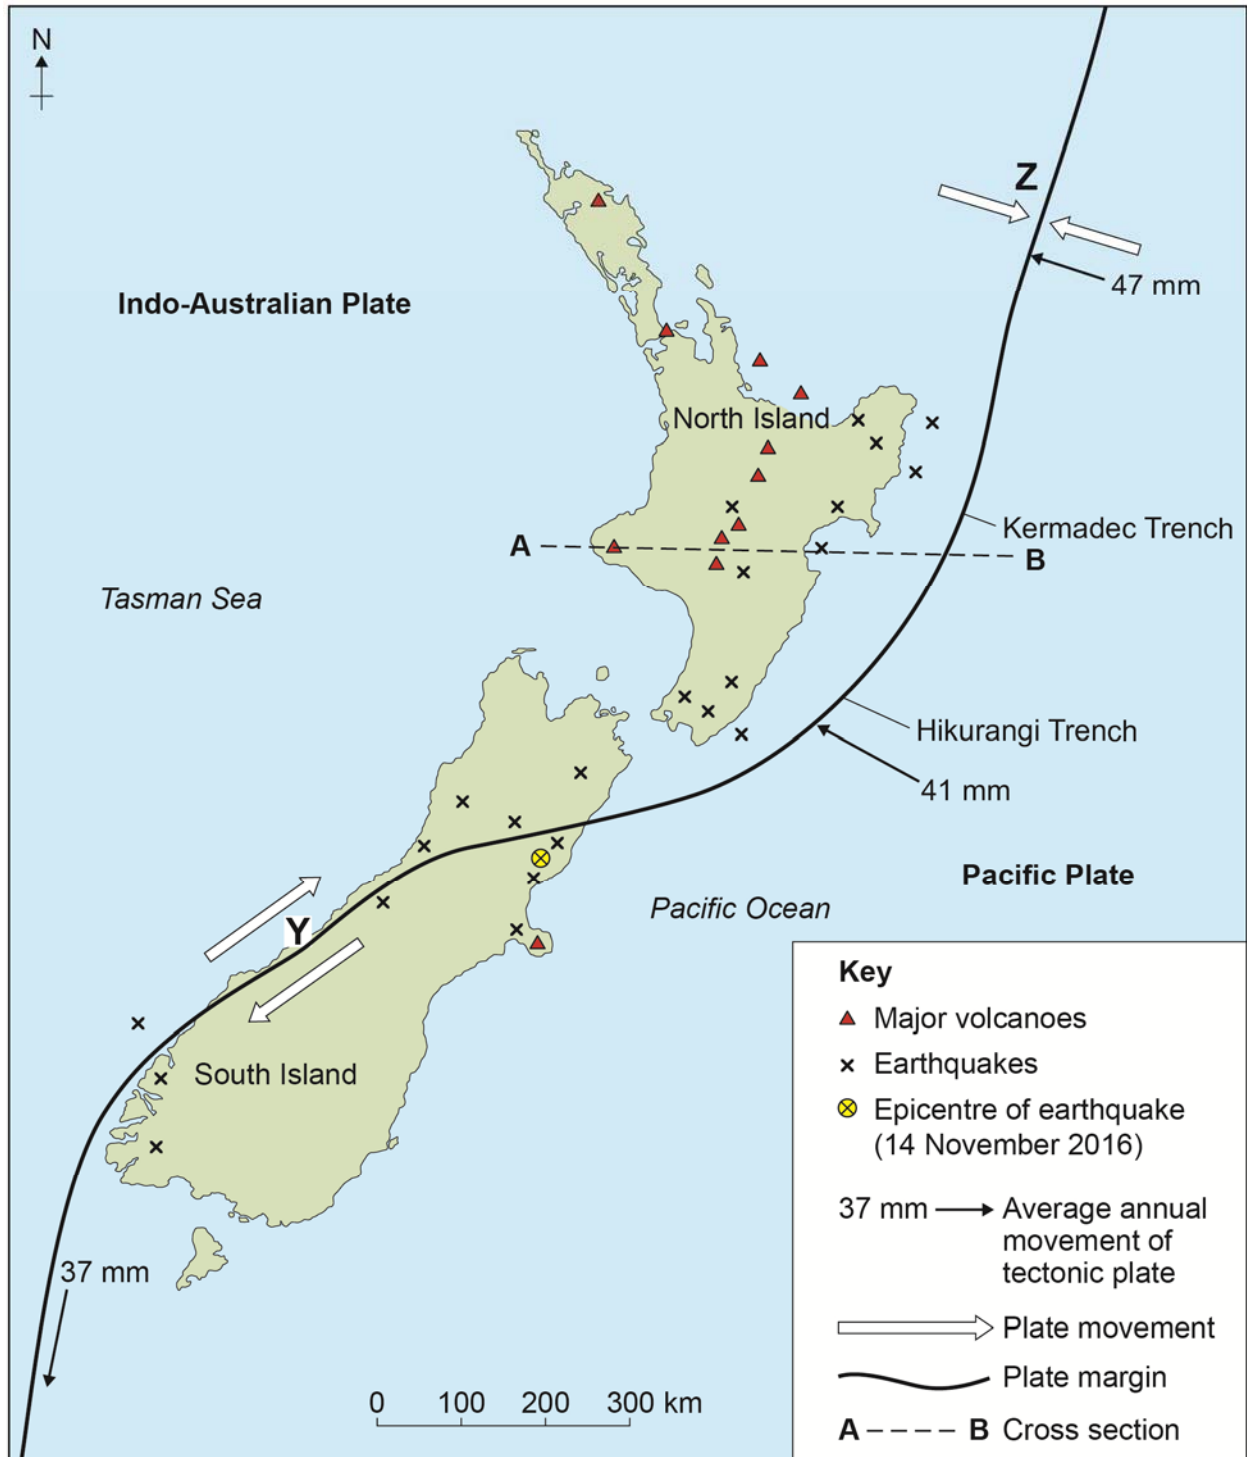 N
Z
47 mm
Indo-Australian Plate
North Island
Kermadec Trench
A
B
Tasman Sea
Hikurangi Trench
41 mm
Pacific Plate
Pacific Ocean
Y
South Island
37 mm
0 100 200 300 km
Key
Major volcanoes
Earthquakes
Epicentre of earthquake
(14 November 2016)
37 mm Average annual
movement of
tectonic plate
Plate movement
Plate margin
A B Cross section